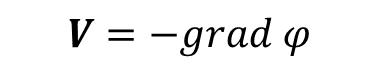 V = −grad φ